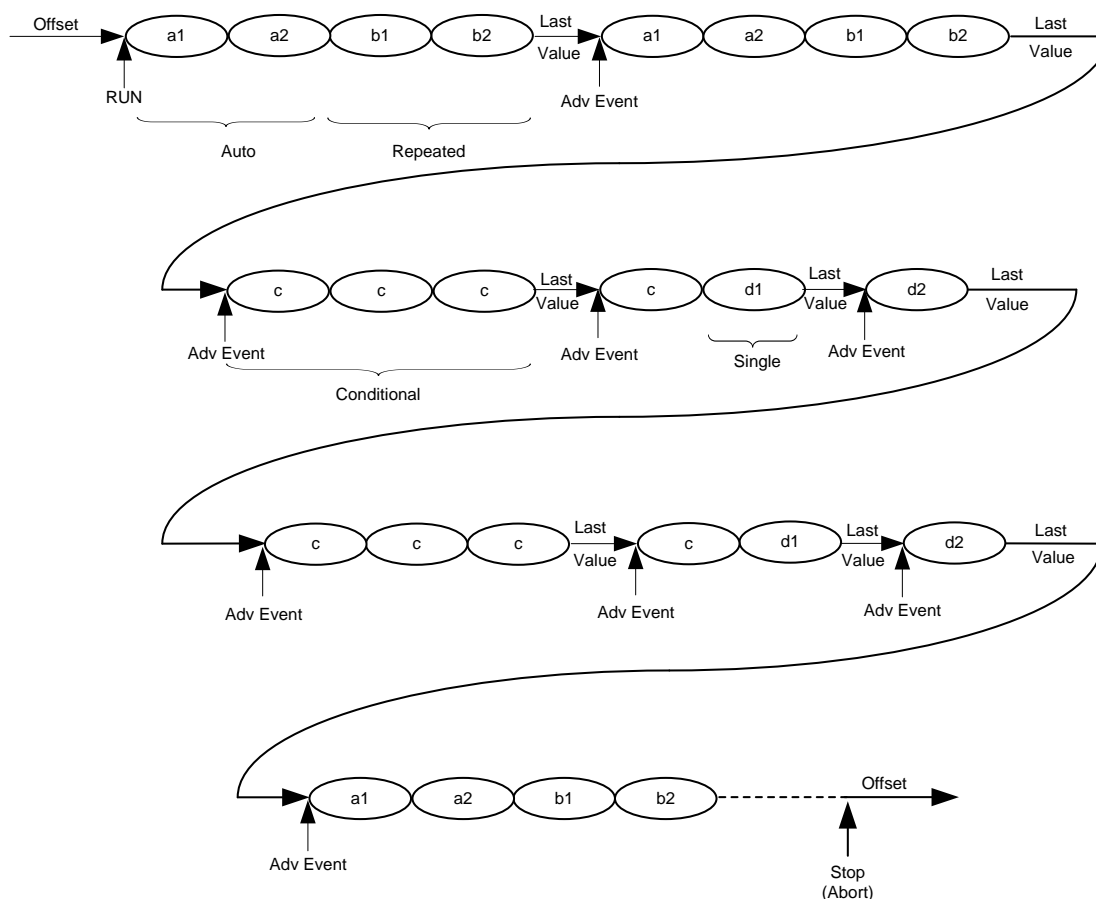 Offset
a1 a2 b1 b2
Last
Value
a1 a2 b1 b2
Last
Value
RUN
Adv Event
Auto
Repeated
c c c
Last
Value
c d1
Last
Value
d2
Last
Value
Adv Event
Adv Event
Single
Adv Event
Conditional
c c c
Last
Value
c d1
Last
Value
d2
Last
Value
Adv Event
Adv Event
Adv Event
a1 a2 b1 b2
Offset
Adv Event
Stop
(Abort)